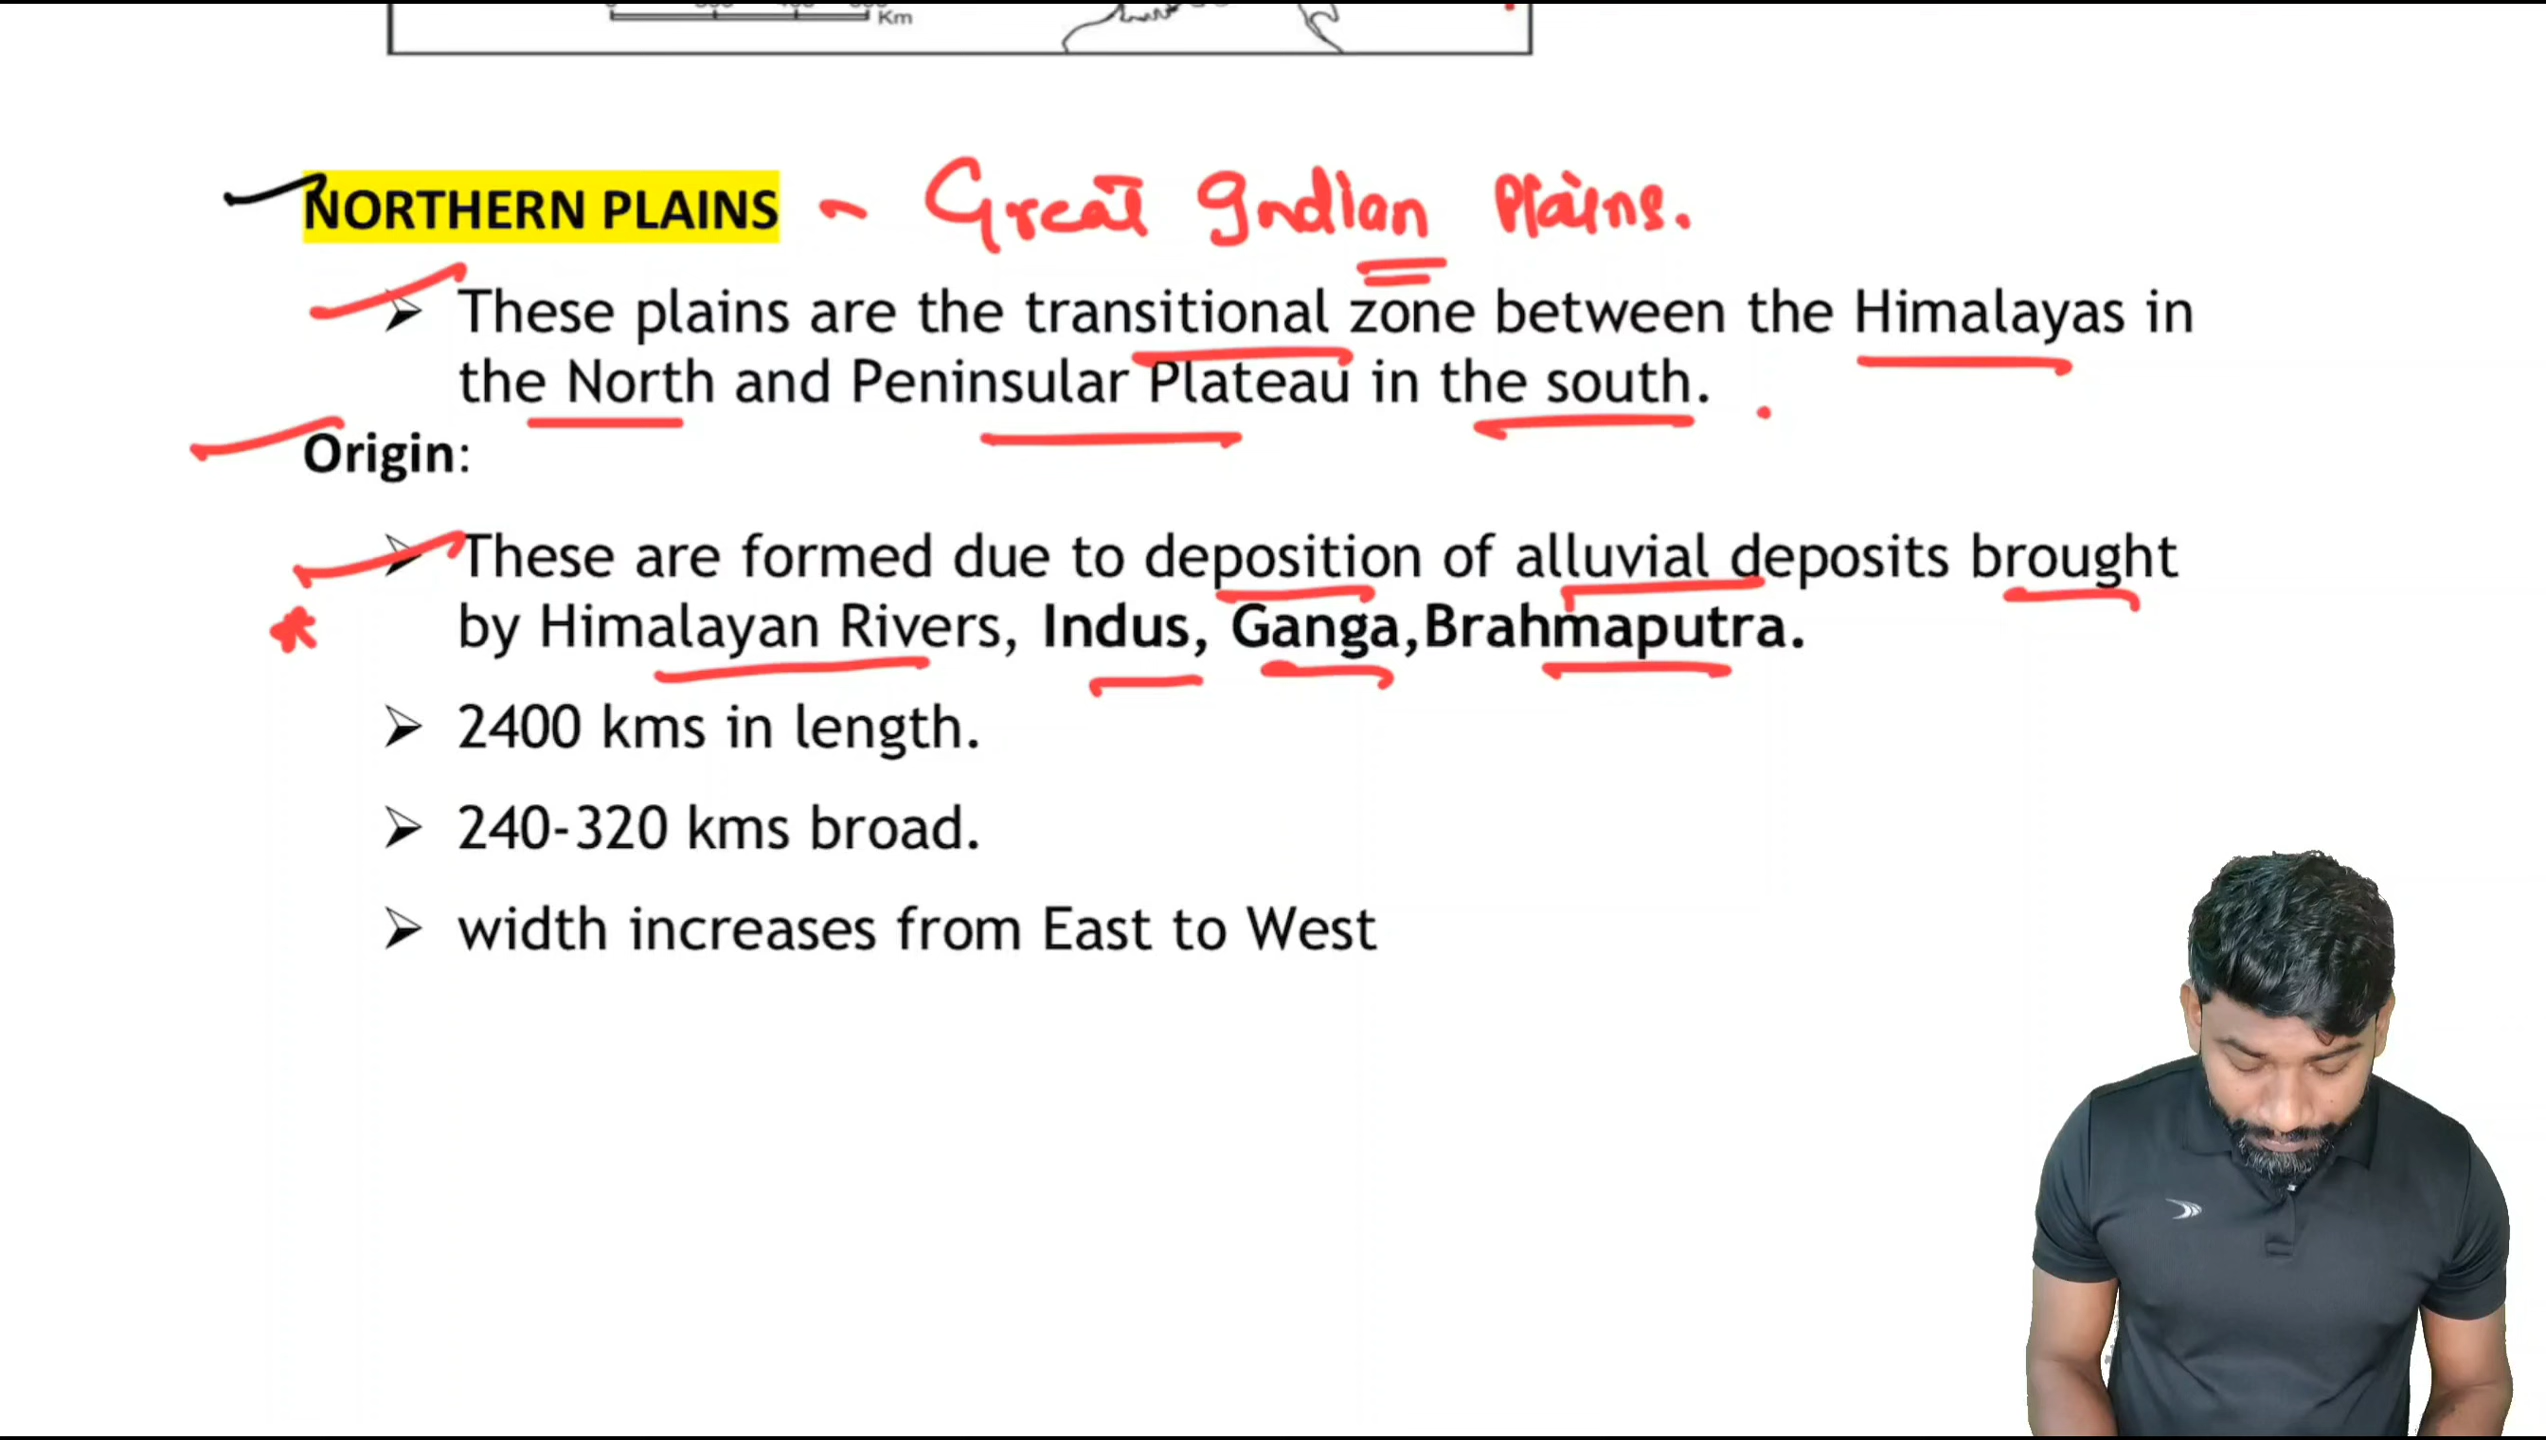 Km
NORTHERN PLAINS - Great Indian Plains.
➤ These plains are the transitional zone between the Himalayas in
the North and Peninsular Plateau in the south.
Origin:
➤ These are formed due to deposition of alluvial deposits brought
by Himalayan Rivers, Indus, Ganga,Brahmaputra.
➤ 2400 kms in length.
➤ 240-320 kms broad.
➤ width increases from East to West